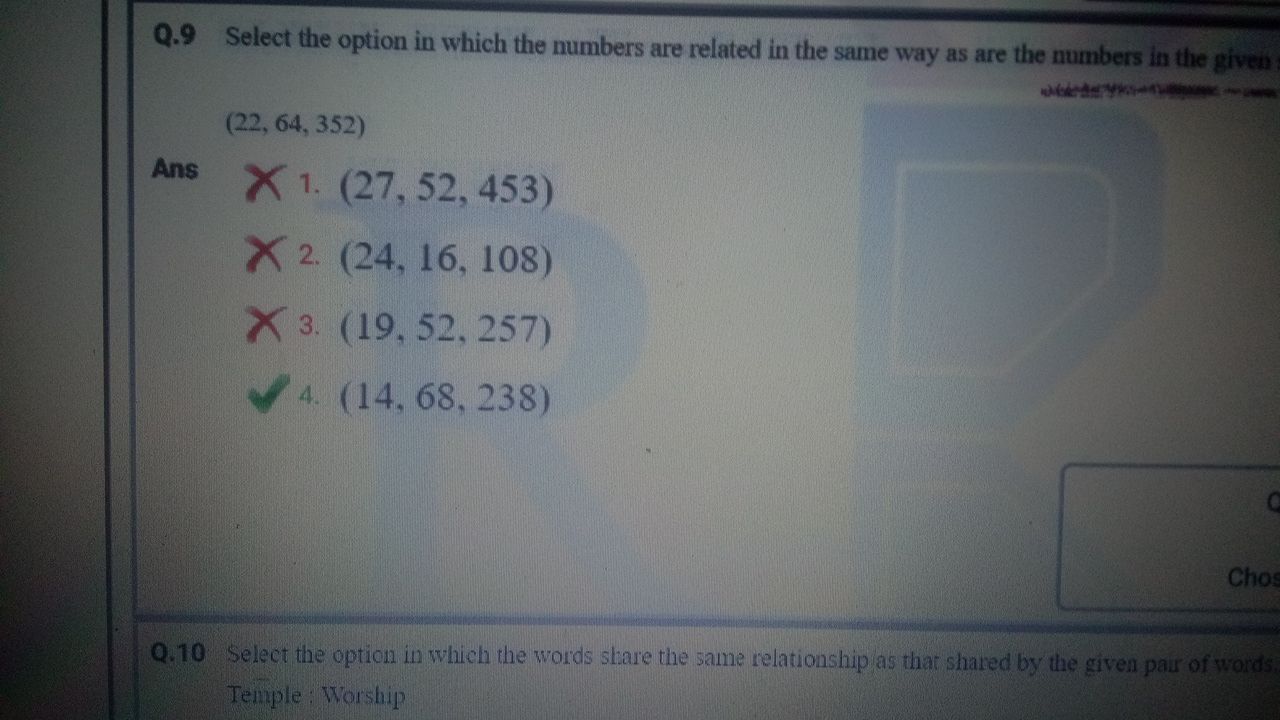 Q.9 Select the option in which the numbers are related in the same way as are the numbers in the given
(22, 64, 352)
Ans 1. (27, 52, 453)
2. (24, 16, 108)
3. (19, 52, 257)
4. (14, 68, 238)
Chos
Q.10 Select the option in which the words share the same relationship as that shared by the given pair of words.
Temple : Worship